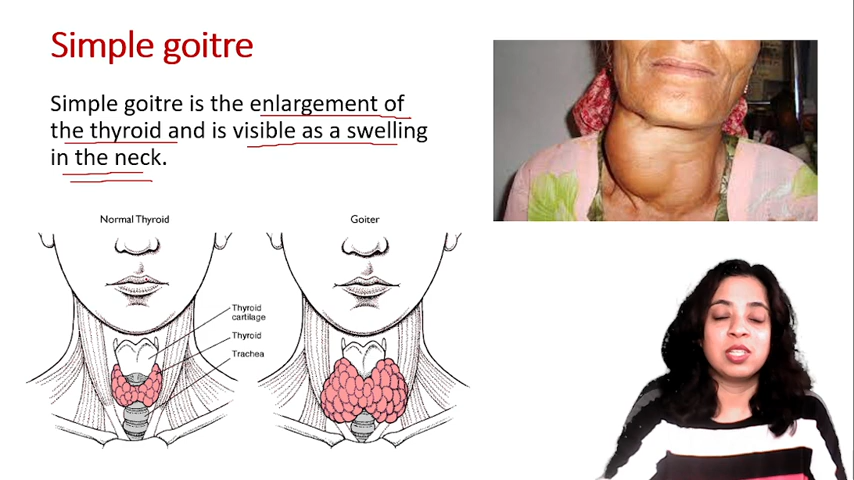 Simple goitre
Simple goitre is the enlargement of
the thyroid and is visible as a swelling
in the neck.
Normal Thyroid
Goiter
Thyroid
cartilage
Thyroid
Trachea